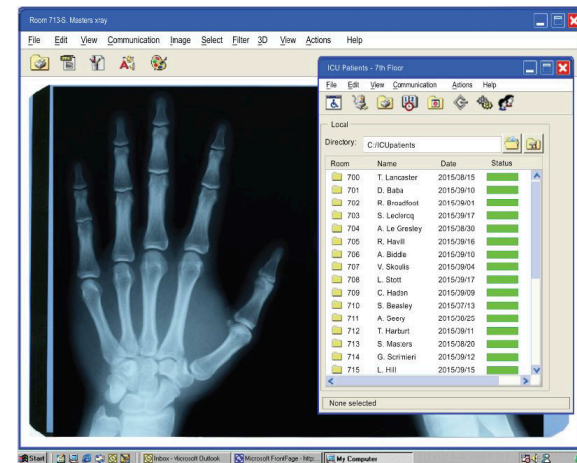 Room 713-S. Masters xray
File Edit View Communication Image Select Filter 3D View Actions Help
ICU Patients - 7th Floor
File Edit View Communication Actions Help
Local
Directory: C:/ICUpatients
Room Name Date Status
700 T. Lancaster 2015/08/15
701 D. Baba 2015/09/10
702 R. Broadfoot 2015/09/01
703 S. Leclercq 2015/09/17
704 A. Le Gresley 2015/08/30
705 R. Havill 2015/09/16
706 A. Biddle 2015/09/10
707 V. Skoulis 2015/09/04
708 L. Stott 2015/09/17
709 C. Haden 2015/09/09
710 S. Beasley 2015/07/13
711 A. Geery 2015/08/25
712 T. Harburt 2015/09/11
713 S. Masters 2015/08/20
714 G. Scrimieri 2015/09/12
715 L. Hill 2015/09/15
None selected
Start Inbox - Microsoft Outlook Microsoft FrontPage - http:... My Computer